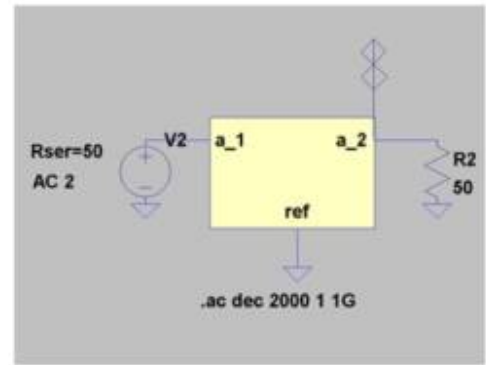 V2
a_1
a_2
Rser=50
AC 2
R2
50
ref
.ac dec 2000 1 1G